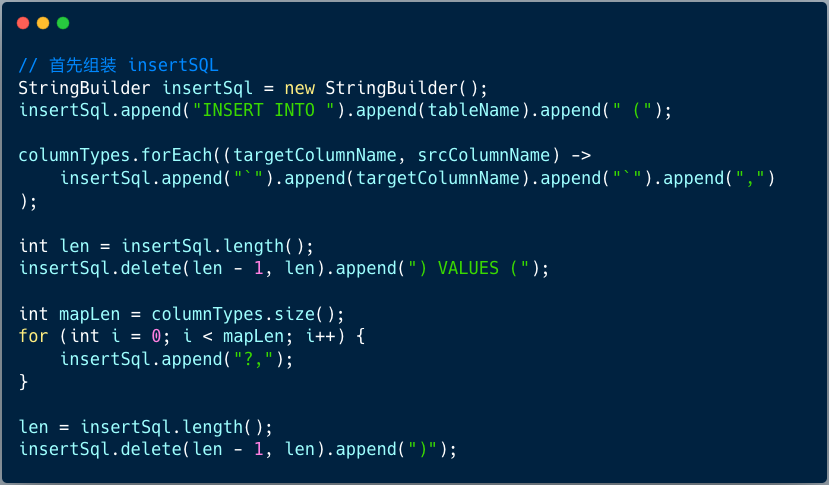 // 首先组装 insertSQL
StringBuilder insertSql = new StringBuilder();
insertSql.append("INSERT INTO ").append(tableName).append(" (");

columnTypes.forEach((targetColumnName, srcColumnName) ->
    insertSql.append("`").append(targetColumnName).append("`").append(",")
);

int len = insertSql.length();
insertSql.delete(len - 1, len).append(") VALUES (");

int mapLen = columnTypes.size();
for (int i = 0; i < mapLen; i++) {
    insertSql.append("?,");
}

len = insertSql.length();
insertSql.delete(len - 1, len).append(")");